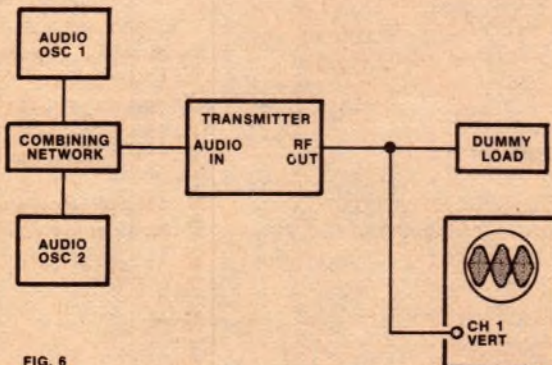 AUDIO
OSC 1
COMBINING
NETWORK
AUDIO
OSC 2
TRANSMITTER
AUDIO
IN
RF
OUT
DUMMY
LOAD
CH 1
VERT
FIG. 6